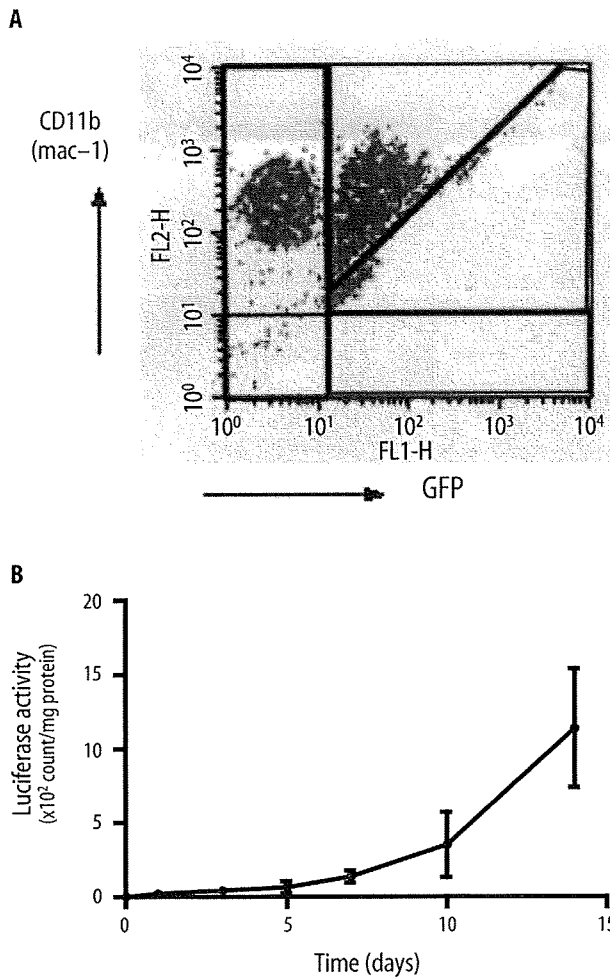 A
CD11b
(mac–1)
FL2-H
10⁴
10³
10²
10¹
10⁰
10⁰ 10¹ 10² 10³ 10⁴
FL1-H
GFP
B
Luciferase activity
(x10² count/mg protein)
20
15
10
5
0
0 5 10 15
Time (days)